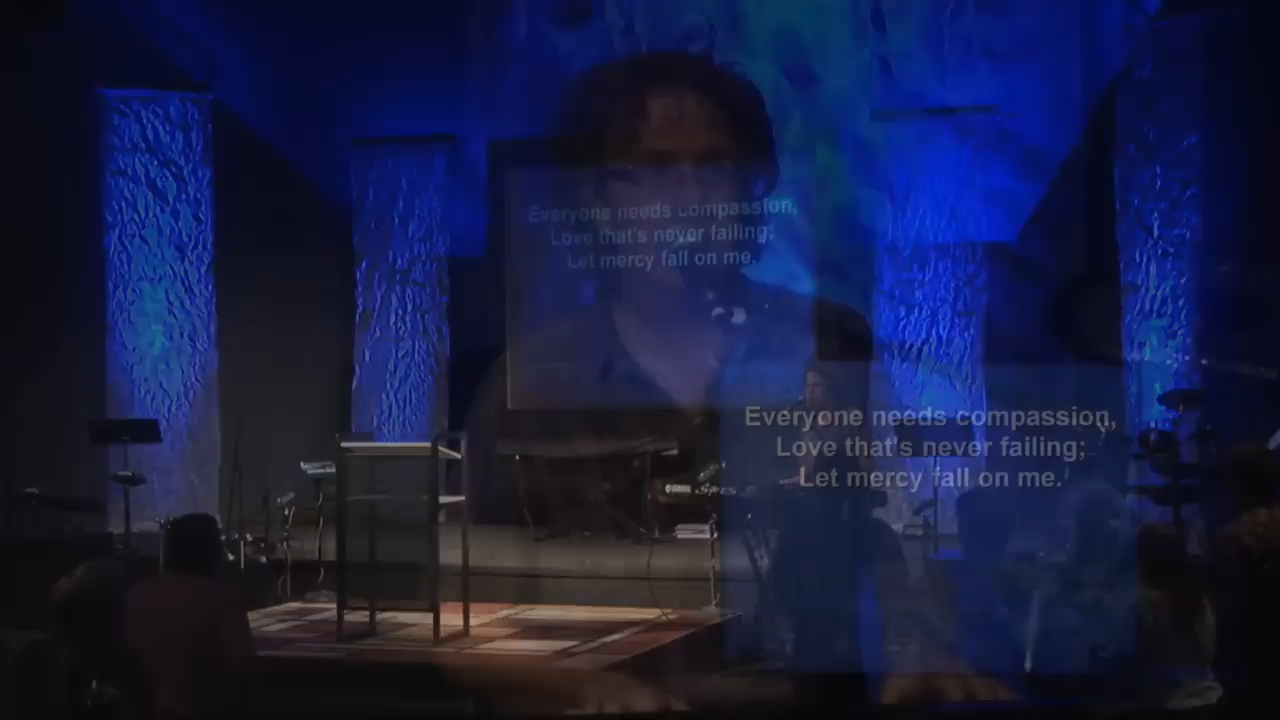 Everyone needs compassion,
Love that's never failing;
Let mercy fall on me.
Everyone needs compassion,
Love that's never failing;
Let mercy fall on me.